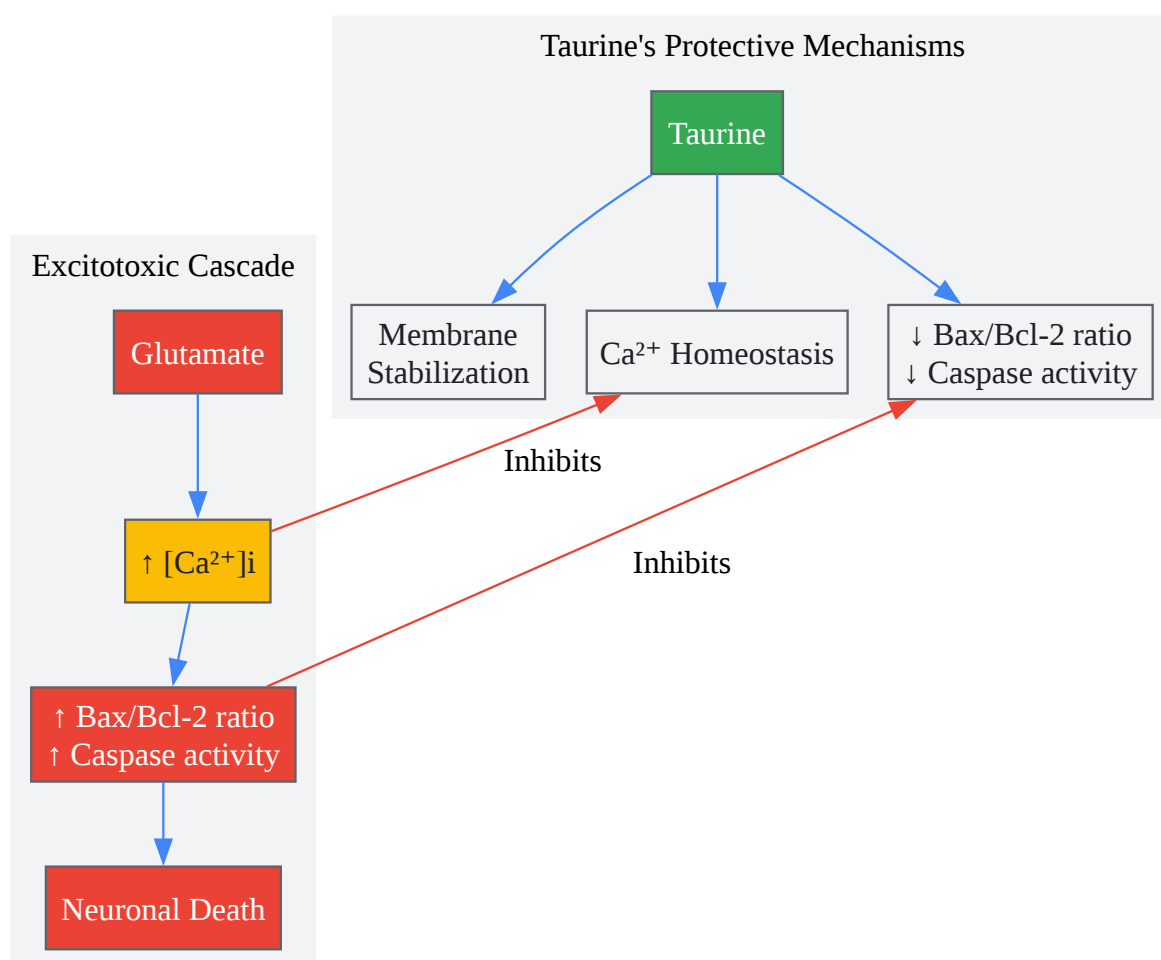 Taurine's Protective Mechanisms
Taurine
Membrane
Stabilization
Ca²⁺ Homeostasis
↓ Bax/Bcl-2 ratio
↓ Caspase activity
Excitotoxic Cascade
Glutamate
Inhibits
↑ [Ca²⁺]i
Inhibits
↑ Bax/Bcl-2 ratio
↑ Caspase activity
Neuronal Death